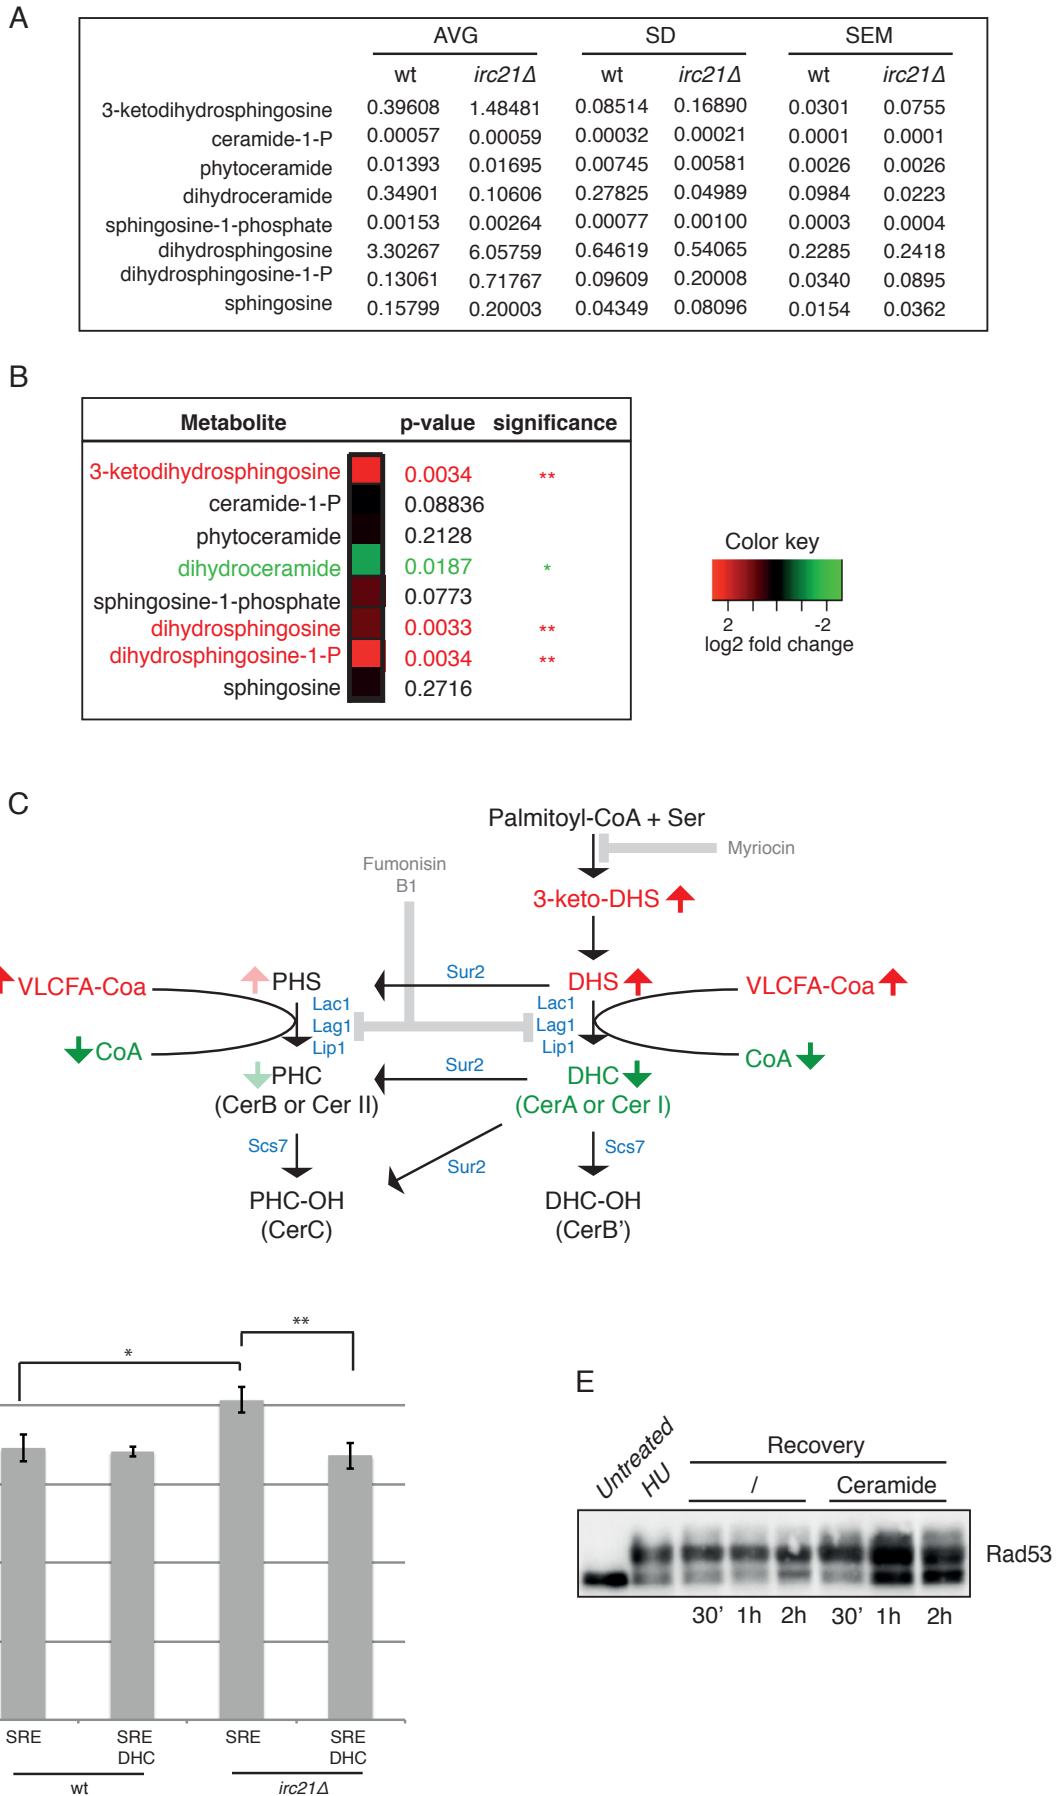 A
AVG SD SEM
wt irc21Δ wt irc21Δ wt irc21Δ
3-ketodihydrosphingosine 0.39608 1.48481 0.08514 0.16890 0.0301 0.0755
ceramide-1-P 0.00057 0.00059 0.00032 0.00021 0.0001 0.0001
phytoceramide 0.01393 0.01695 0.00745 0.00581 0.0026 0.0026
dihydroceramide 0.34901 0.10606 0.27825 0.04989 0.0984 0.0223
sphingosine-1-phosphate 0.00153 0.00264 0.00077 0.00100 0.0003 0.0004
dihydrosphingosine 3.30267 6.05759 0.64619 0.54065 0.2285 0.2418
dihydrosphingosine-1-P 0.13061 0.71767 0.09609 0.20008 0.0340 0.0895
sphingosine 0.15799 0.20003 0.04349 0.08096 0.0154 0.0362
B
Metabolite p-value significance
3-ketodihydrosphingosine 0.0034 **
ceramide-1-P 0.08836
phytoceramide 0.2128
dihydroceramide 0.0187 *
sphingosine-1-phosphate 0.0773
dihydrosphingosine 0.0033 **
dihydrosphingosine-1-P 0.0034 **
sphingosine 0.2716
Color key
2 -2
log2 fold change
C
Palmitoyl-CoA + Ser
Myriocin
Fumonisin
B1
3-keto-DHS
VLCFA-Coa PHS Sur2 DHS VLCFA-Coa
Lac1 Lac1
Lag1 Lag1
Lip1 Lip1
CoA CoA
PHC Sur2 DHC
(CerB or Cer II) (CerA or Cer I)
Scs7 Sur2 Scs7
PHC-OH DHC-OH
(CerC) (CerB’)
* **
SRE SRE SRE SRE
DHC DHC
wt irc21Δ
E
Untreated
HU
Recovery
/ Ceramide
Rad53
30’ 1h 2h 30’ 1h 2h